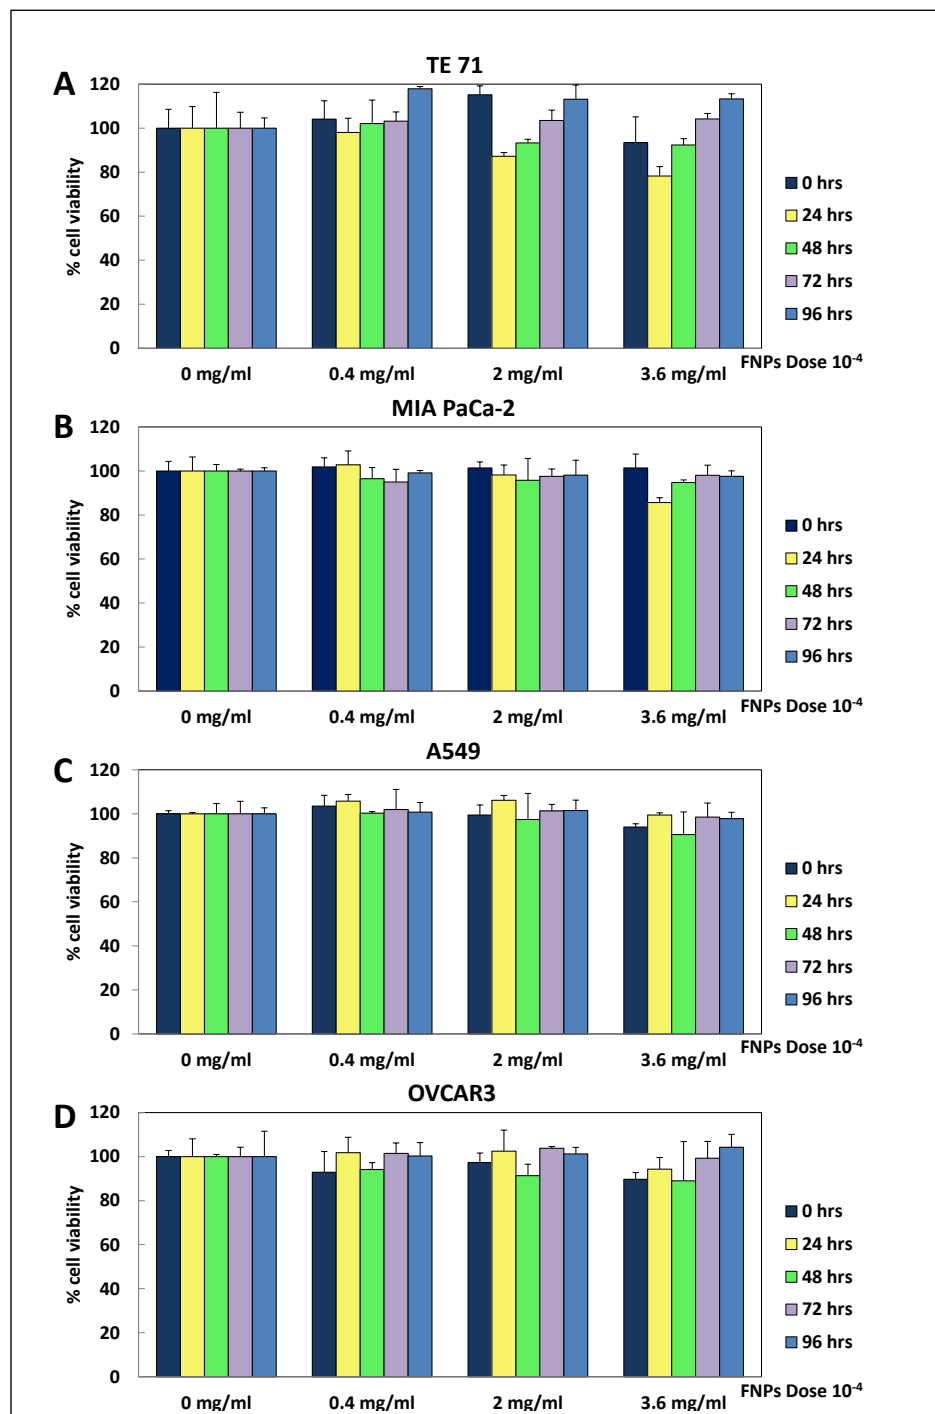 A
TE 71
120
100
80
60
40
20
0
% cell viability
0 mg/ml 0.4 mg/ml 2 mg/ml 3.6 mg/ml
FNPs Dose 10⁻⁴
0 hrs
24 hrs
48 hrs
72 hrs
96 hrs
B
MIA PaCa-2
120
100
80
60
40
20
0
% cell viability
0 mg/ml 0.4 mg/ml 2 mg/ml 3.6 mg/ml
FNPs Dose 10⁻⁴
0 hrs
24 hrs
48 hrs
72 hrs
96 hrs
C
A549
120
100
80
60
40
20
0
% cell viability
0 mg/ml 0.4 mg/ml 2 mg/ml 3.6 mg/ml
FNPs Dose 10⁻⁴
0 hrs
24 hrs
48 hrs
72 hrs
96 hrs
D
OVCAR3
120
100
80
60
40
20
0
% cell viability
0 mg/ml 0.4 mg/ml 2 mg/ml 3.6 mg/ml
FNPs Dose 10⁻⁴
0 hrs
24 hrs
48 hrs
72 hrs
96 hrs